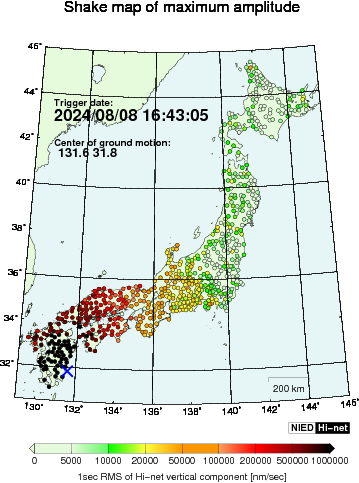 Shake map of maximum amplitude
Trigger date:
2024/08/08 16:43:05
Center of ground motion:
131.6 31.8
46°
44°
42°
40°
38°
36°
34°
32°
200 km
130° 132° 134° 136° 138° 140° 142° 144° 145°
NIED Hi-net
0 5000 10000 20000 50000 100000 200000 500000 1000000
1sec RMS of Hi-net vertical component [nm/sec]